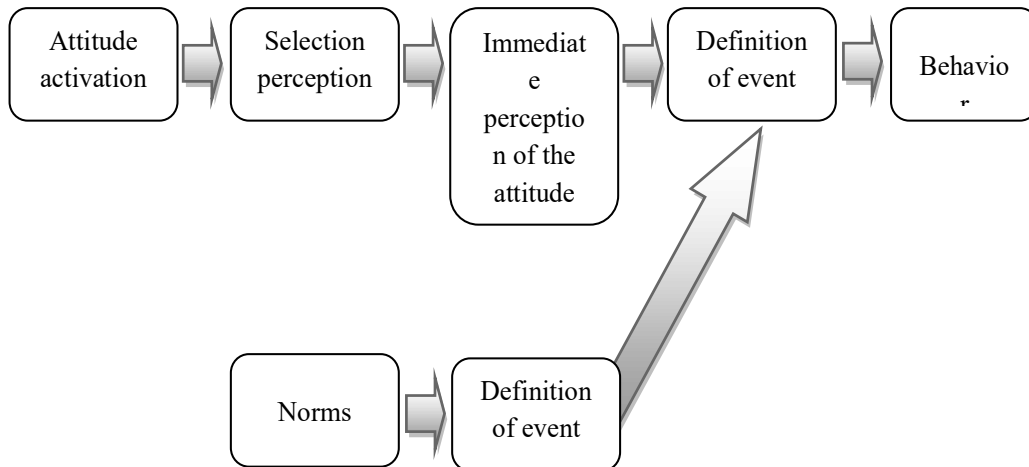 Attitude
activation
Selection
perception
Immediat
e
perceptio
n of the
attitude
Definition
of event
Behavio
r
Norms
Definition
of event